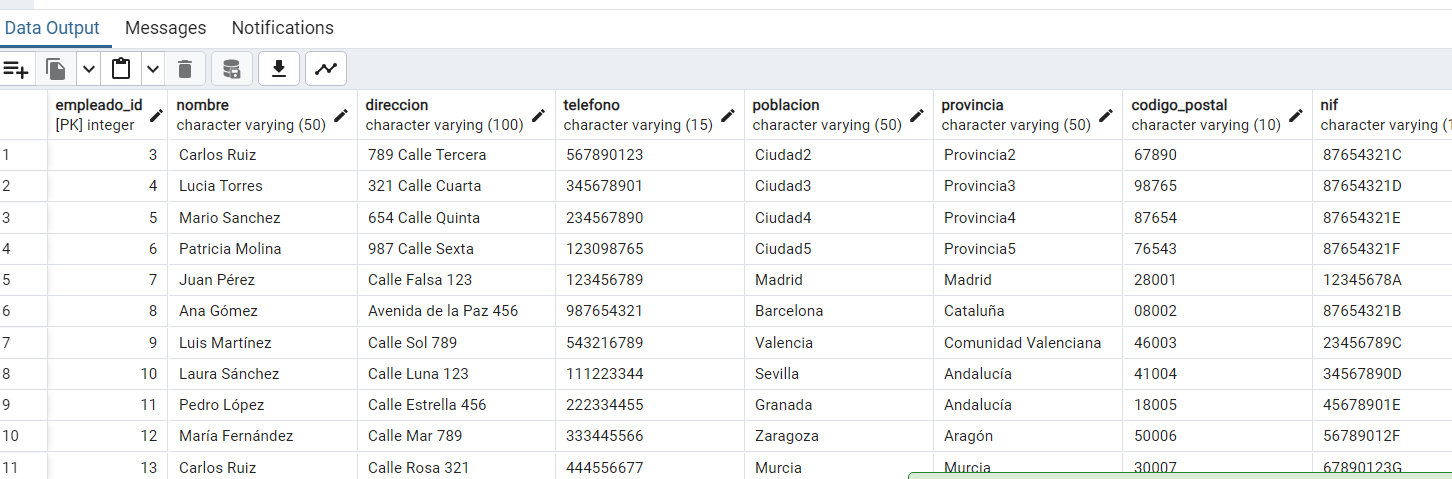 Data Output Messages Notifications
empleado_id nombre direccion telefono poblacion provincia codigo_postal nif
[PK] integer character varying (50) character varying (100) character varying (15) character varying (50) character varying (50) character varying (10) character varying (1
1 3 Carlos Ruiz 789 Calle Tercera 567890123 Ciudad2 Provincia2 67890 87654321C
2 4 Lucia Torres 321 Calle Cuarta 345678901 Ciudad3 Provincia3 98765 87654321D
3 5 Mario Sanchez 654 Calle Quinta 234567890 Ciudad4 Provincia4 87654 87654321E
4 6 Patricia Molina 987 Calle Sexta 123098765 Ciudad5 Provincia5 76543 87654321F
5 7 Juan Pérez Calle Falsa 123 123456789 Madrid Madrid 28001 12345678A
6 8 Ana Gómez Avenida de la Paz 456 987654321 Barcelona Cataluña 08002 87654321B
7 9 Luis Martínez Calle Sol 789 543216789 Valencia Comunidad Valenciana 46003 23456789C
8 10 Laura Sánchez Calle Luna 123 111223344 Sevilla Andalucía 41004 34567890D
9 11 Pedro López Calle Estrella 456 222334455 Granada Andalucía 18005 45678901E
10 12 María Fernández Calle Mar 789 333445566 Zaragoza Aragón 50006 56789012F
11 13 Carlos Ruiz Calle Rosa 321 444556677 Murcia Murcia 30007 67890123G